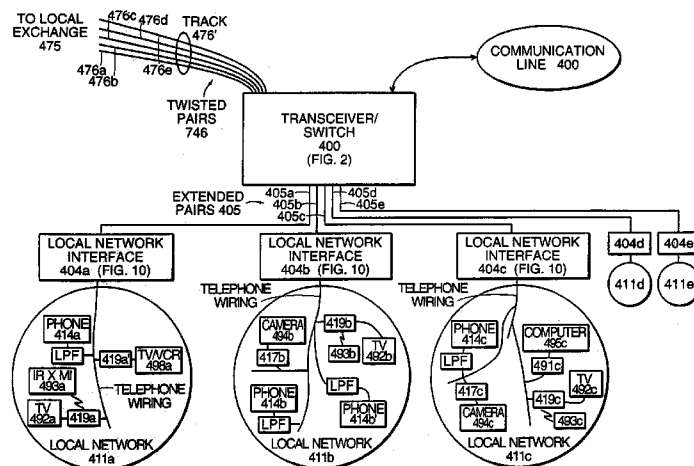 TO LOCAL
EXCHANGE
475
476c
476d
TRACK
476'
476a
476b
476e
TWISTED
PAIRS
746
COMMUNICATION
LINE 400
TRANSCEIVER/
SWITCH
400
(FIG. 2)
EXTENDED
PAIRS 405
405a
405b
405c
405d
405e
LOCAL NETWORK
INTERFACE
404a (FIG. 10)
LOCAL NETWORK
INTERFACE
404b (FIG. 10)
LOCAL NETWORK
INTERFACE
404c (FIG. 10)
404d
404e
411d
411e
PHONE
414a
LPF
419a'
TV/VCR
498a
IR X MI
493a
TELEPHONE
WIRING
TV
492a
419a
LOCAL NETWORK
411a
TELEPHONE
WIRING
CAMERA
494b
417b
419b
493b
TV
492b
PHONE
414b
LPF
LPF
PHONE
414b'
LOCAL NETWORK
411b
TELEPHONE
WIRING
PHONE
414c
LPF
COMPUTER
495c
491c
417c
CAMERA
494c
419c
TV
492c
493c
LOCAL NETWORK
411c